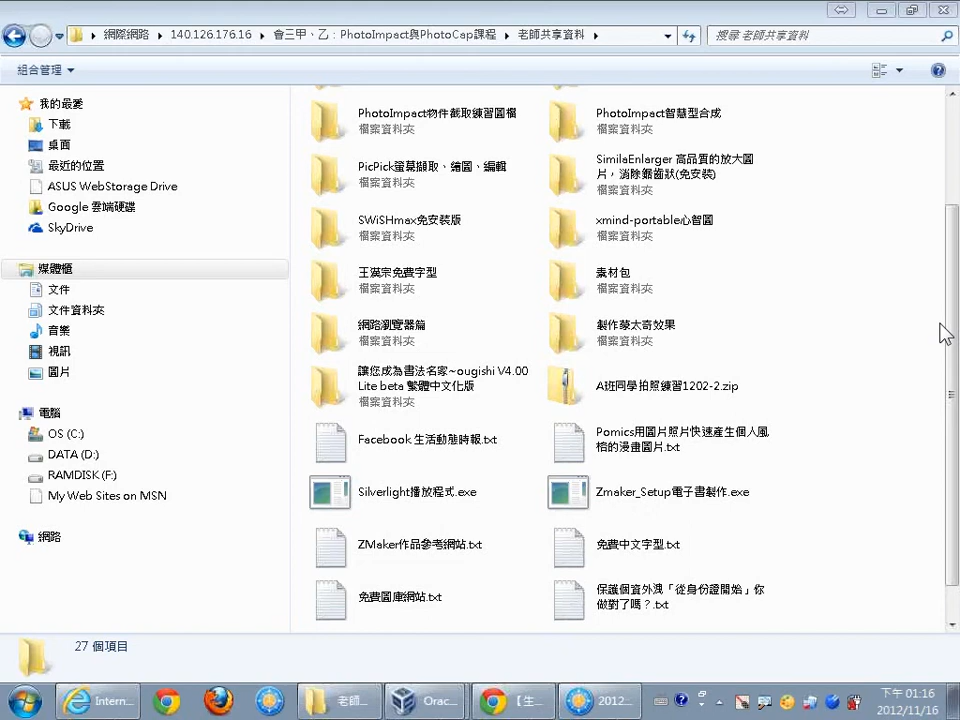 網際網路 ▸ 140.126.176.16 ▸ 會三甲、乙：PhotoImpact與PhotoCap課程 ▸ 老師共享資料 ▸
搜尋 老師共享資料
組合管理
我的最愛
下載
桌面
最近的位置
ASUS WebStorage Drive
Google 雲端硬碟
SkyDrive
媒體櫃
文件
文件資料夾
音樂
視訊
圖片
電腦
OS (C:)
DATA (D:)
RAMDISK (F:)
My Web Sites on MSN
網路
PhotoImpact物件截取練習圖檔
檔案資料夾
PhotoImpact智慧型合成
檔案資料夾
PicPick螢幕擷取、繪圖、編輯
檔案資料夾
SimilaEnlarger 高品質的放大圖
片，消除鋸齒狀(免安裝)
檔案資料夾
SWiSHmax免安裝版
檔案資料夾
xmind-portable心智圖
檔案資料夾
王漢宗免費字型
檔案資料夾
素材包
檔案資料夾
網路瀏覽器篇
檔案資料夾
製作蒙太奇效果
檔案資料夾
讓您成為書法名家~ougishi V4.00
Lite beta 繁體中文化版
檔案資料夾
A班同學拍照練習1202-2.zip
Facebook 生活動態時報.txt
Pomics用圖片照片快速產生個人風
格的漫畫圖片.txt
Silverlight播放程式.exe
Zmaker_Setup電子書製作.exe
ZMaker作品參考網站.txt
免費中文字型.txt
免費圖庫網站.txt
保護個資外洩「從身份證開始」你
做對了嗎？.txt
27 個項目
Intern...
老師...
Orac...
【生...
2012...
下午 01:16
2012/11/16